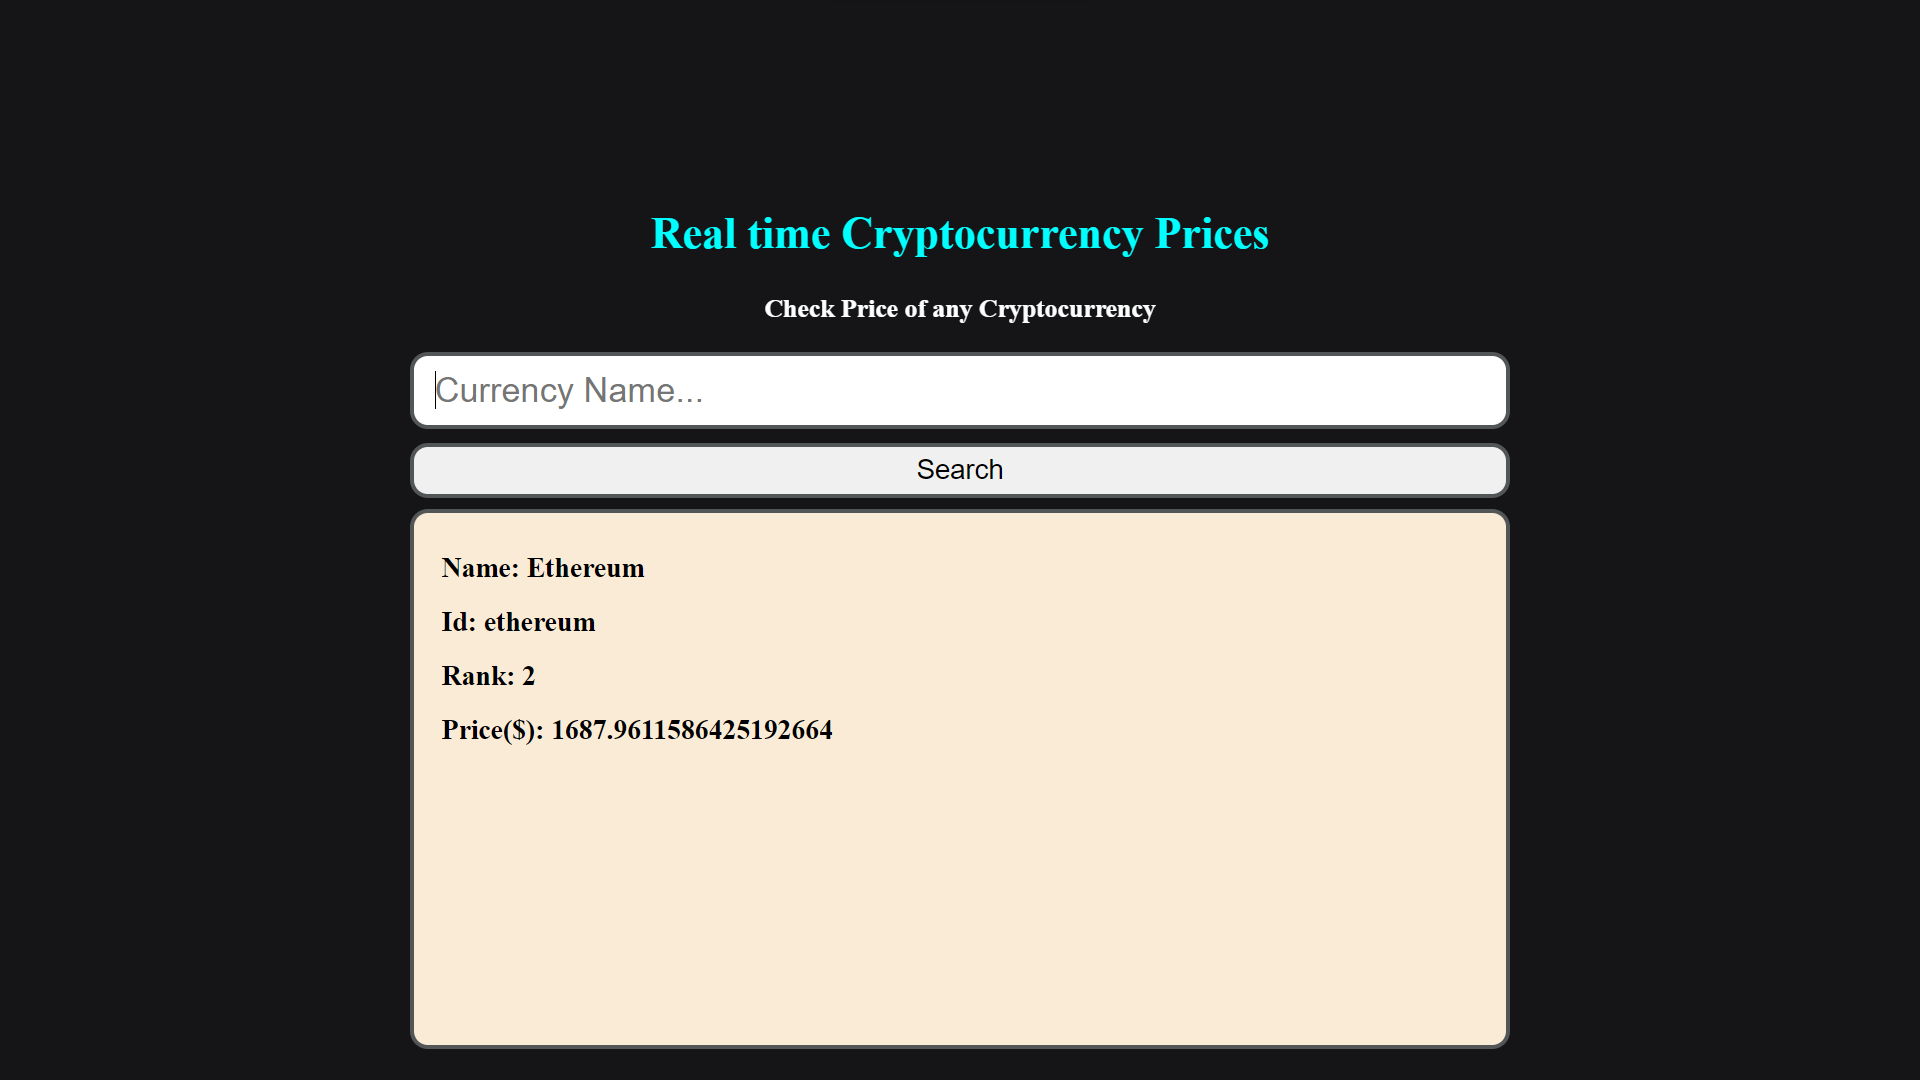 Real time Cryptocurrency Prices
Check Price of any Cryptocurrency
Currency Name...
Search
Name: Ethereum
Id: ethereum
Rank: 2
Price($): 1687.9611586425192664